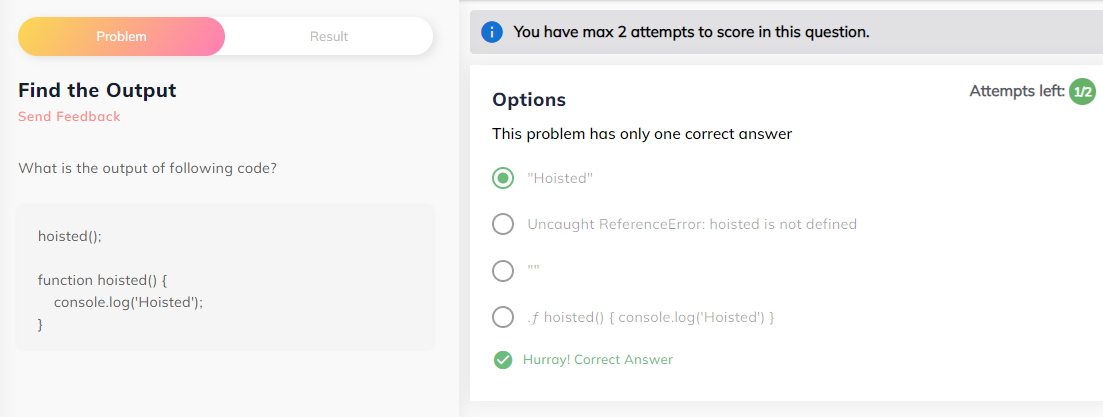 Problem
Result
Find the Output
Send Feedback
What is the output of following code?
hoisted();
function hoisted() {
console.log('Hoisted');
}
You have max 2 attempts to score in this question.
Attempts left: 1/2
Options
This problem has only one correct answer
"Hoisted"
Uncaught ReferenceError: hoisted is not defined
""
.ƒ hoisted() { console.log('Hoisted') }
Hurray! Correct Answer